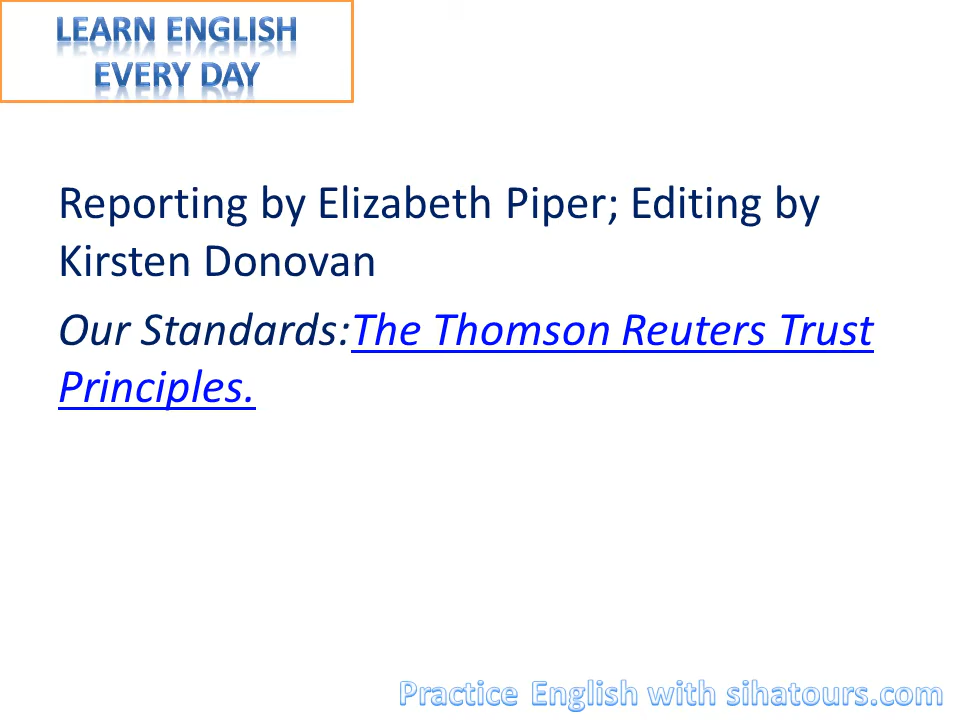 LEARN ENGLISH
EVERY DAY
Reporting by Elizabeth Piper; Editing by
Kirsten Donovan
Our Standards:The Thomson Reuters Trust
Principles.
Practice English with sihatours.com